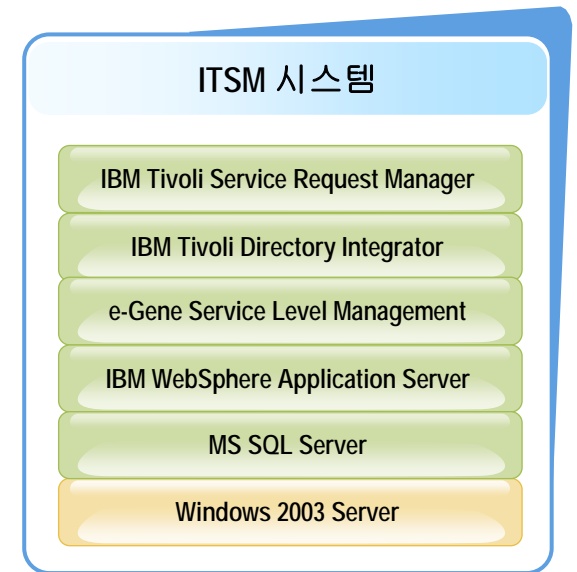 ITSM 시스템
IBM Tivoli Service Request Manager
IBM Tivoli Directory Integrator
e-Gene Service Level Management
IBM WebSphere Application Server
MS SQL Server
Windows 2003 Server